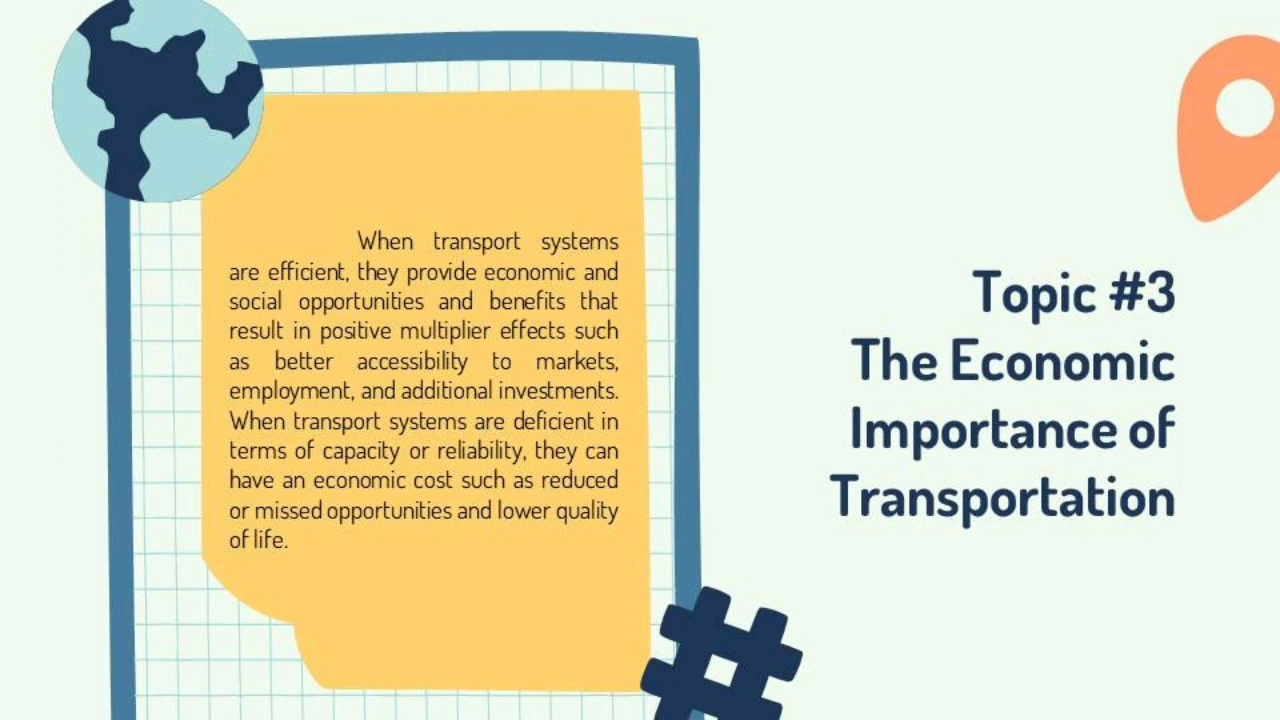 When transport systems
are efficient, they provide economic and
social opportunities and benefits that
result in positive multiplier effects such
as better accessibility to markets,
employment, and additional investments.
When transport systems are deficient in
terms of capacity or reliability, they can
have an economic cost such as reduced
or missed opportunities and lower quality
of life.
Topic #3
The Economic
Importance of
Transportation